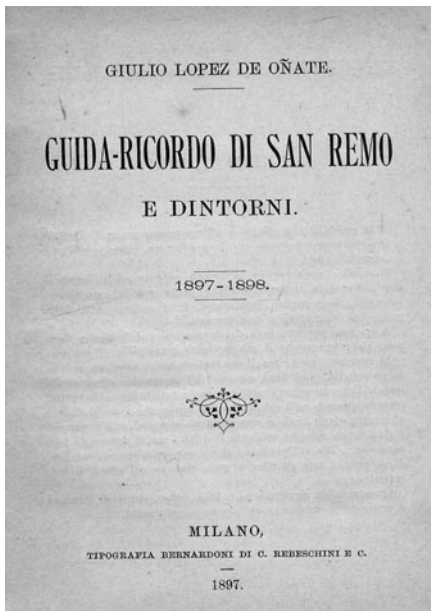 GIULIO LOPEZ DE OÑATE.
GUIDA-RICORDO DI SAN REMO
E DINTORNI.
1897-1898.
MILANO,
TIPOGRAFIA BERNARDONI DI C. REBESCHINI E C.
1897.